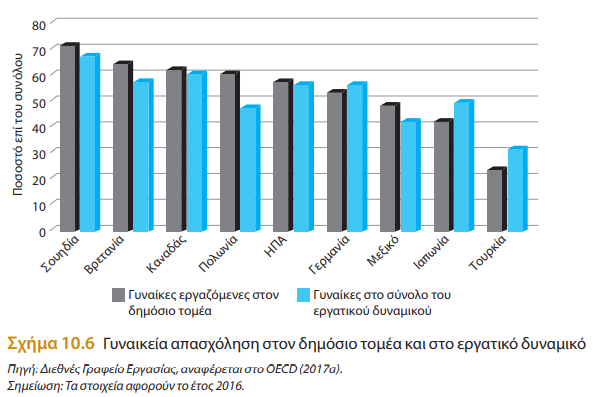 Ποσοστό επί του συνόλου
80
70
60
50
40
30
20
10
0
Σουηδία
Βρετανία
Καναδάς
Πολωνία
ΗΠΑ
Γερμανία
Μεξικό
Ιαπωνία
Τουρκία
Γυναίκες εργαζόμενες στον
δημόσιο τομέα
Γυναίκες στο σύνολο του
εργατικού δυναμικού
Σχήμα 10.6 Γυναικεία απασχόληση στον δημόσιο τομέα και στο εργατικό δυναμικό
Πηγή: Διεθνές Γραφείο Εργασίας, αναφέρεται στο OECD (2017a).
Σημείωση: Τα στοιχεία αφορούν το έτος 2016.